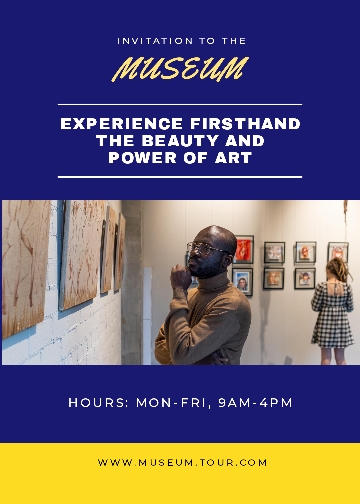 INVITATION TO THE
MUSEUM
EXPERIENCE FIRSTHAND
THE BEAUTY AND
POWER OF ART
HOURS: MON-FRI, 9AM-4PM
WWW.MUSEUM.TOUR.COM